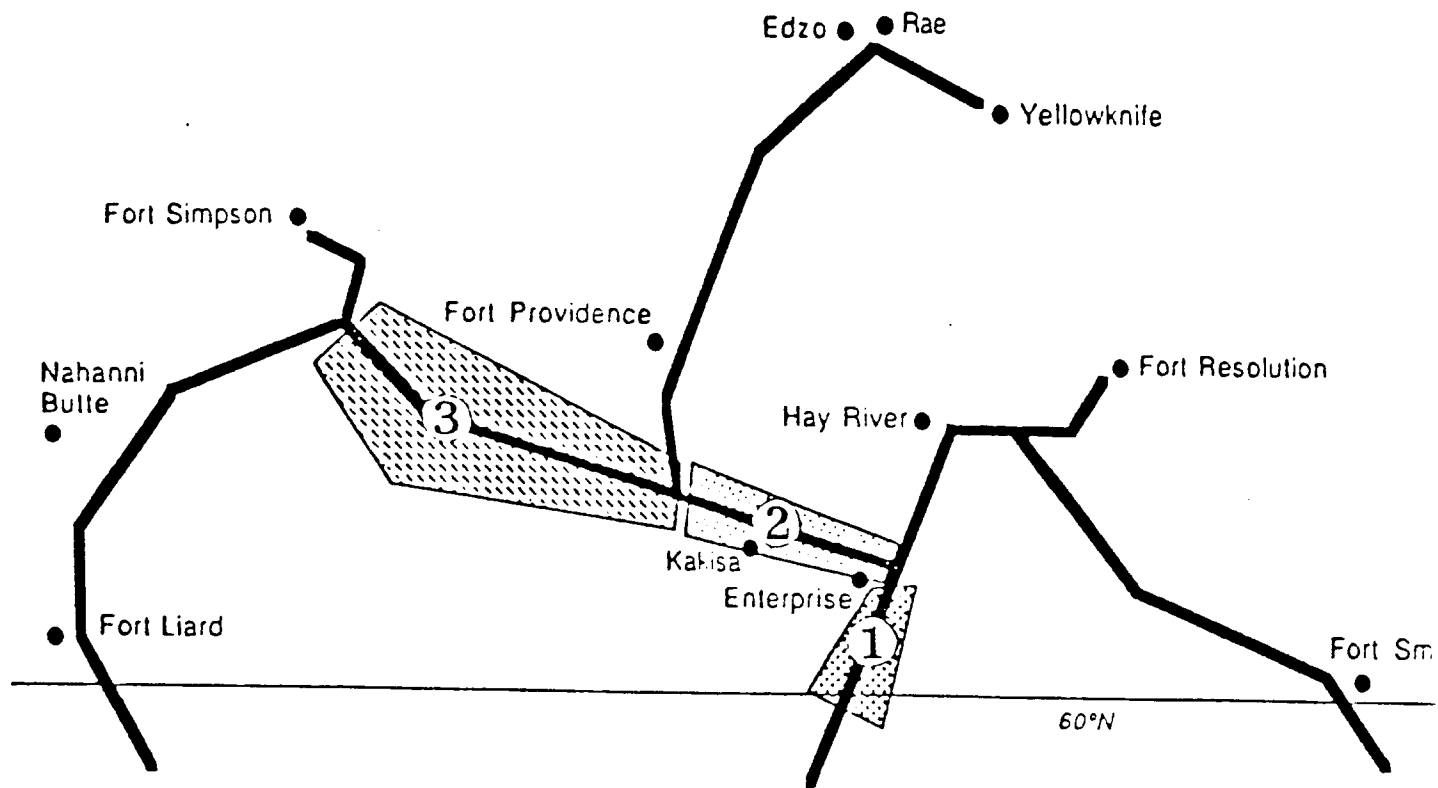 Edzo
Rae
Yellowknife
Fort Simpson
Fort Providence
Nahanni
Butte
Fort Resolution
Hay River
3
2
Kakisa
Enterprise
1
Fort Liard
Fort Sm
60°N